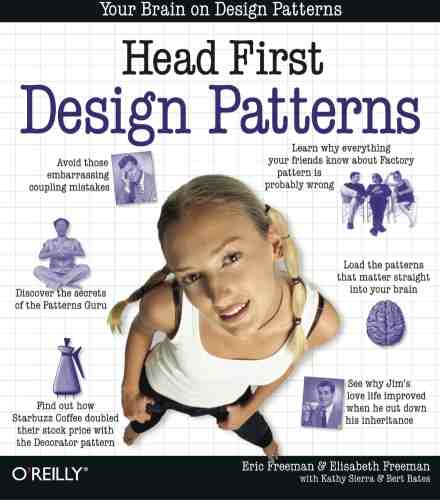 Your Brain on Design Patterns
Head First
Design Patterns
Avoid those
embarrassing
coupling mistakes
Learn why everything
your friends know about Factory
pattern is
probably wrong
Discover the secrets
of the Patterns Guru
Load the patterns
that matter straight
into your brain
Find out how
Starbuzz Coffee doubled
their stock price with
the Decorator pattern
See why Jim's
love life improved
when he cut down
his inheritance
O'REILLY®
Eric Freeman & Elisabeth Freeman
with Kathy Sierra & Bert Bates